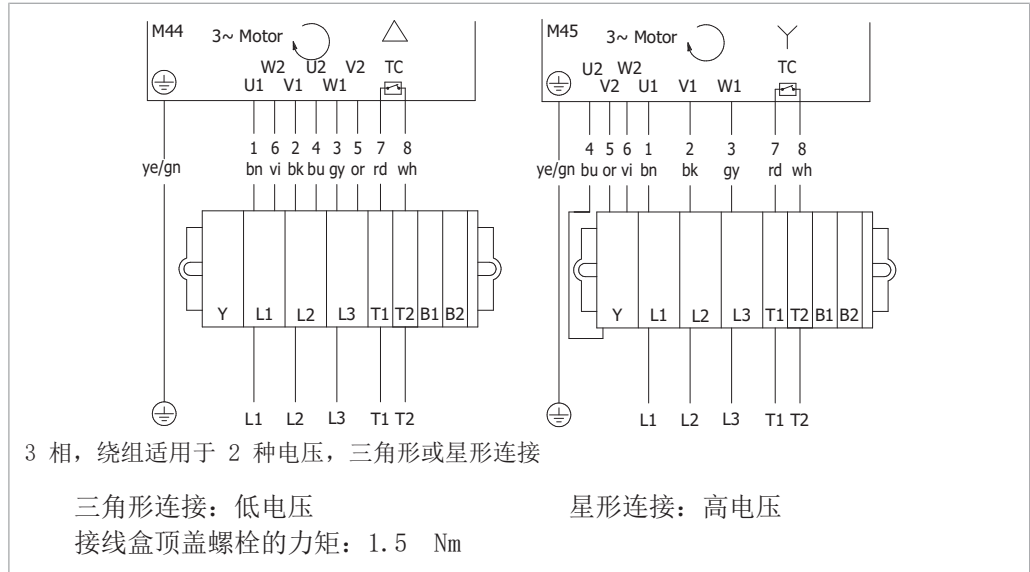 M44 3~ Motor TC
W2 U2 V2
U1 V1 W1
1 6 2 4 3 5 7 8
ye/gn bn vi bk bu gy or rd wh
Y L1 L2 L3 T1 T2 B1 B2
L1 L2 L3 T1 T2
M45 3~ Motor TC
U2 W2
V2 U1 V1 W1
4 5 6 1 2 3 7 8
ye/gn bu or vi bn bk gy rd wh
Y L1 L2 L3 T1 T2 B1 B2
L1 L2 L3 T1 T2
3 相，绕组适用于 2 种电压，三角形或星形连接
三角形连接：低电压
星形连接：高电压
接线盒顶盖螺栓的力矩：1.5 Nm